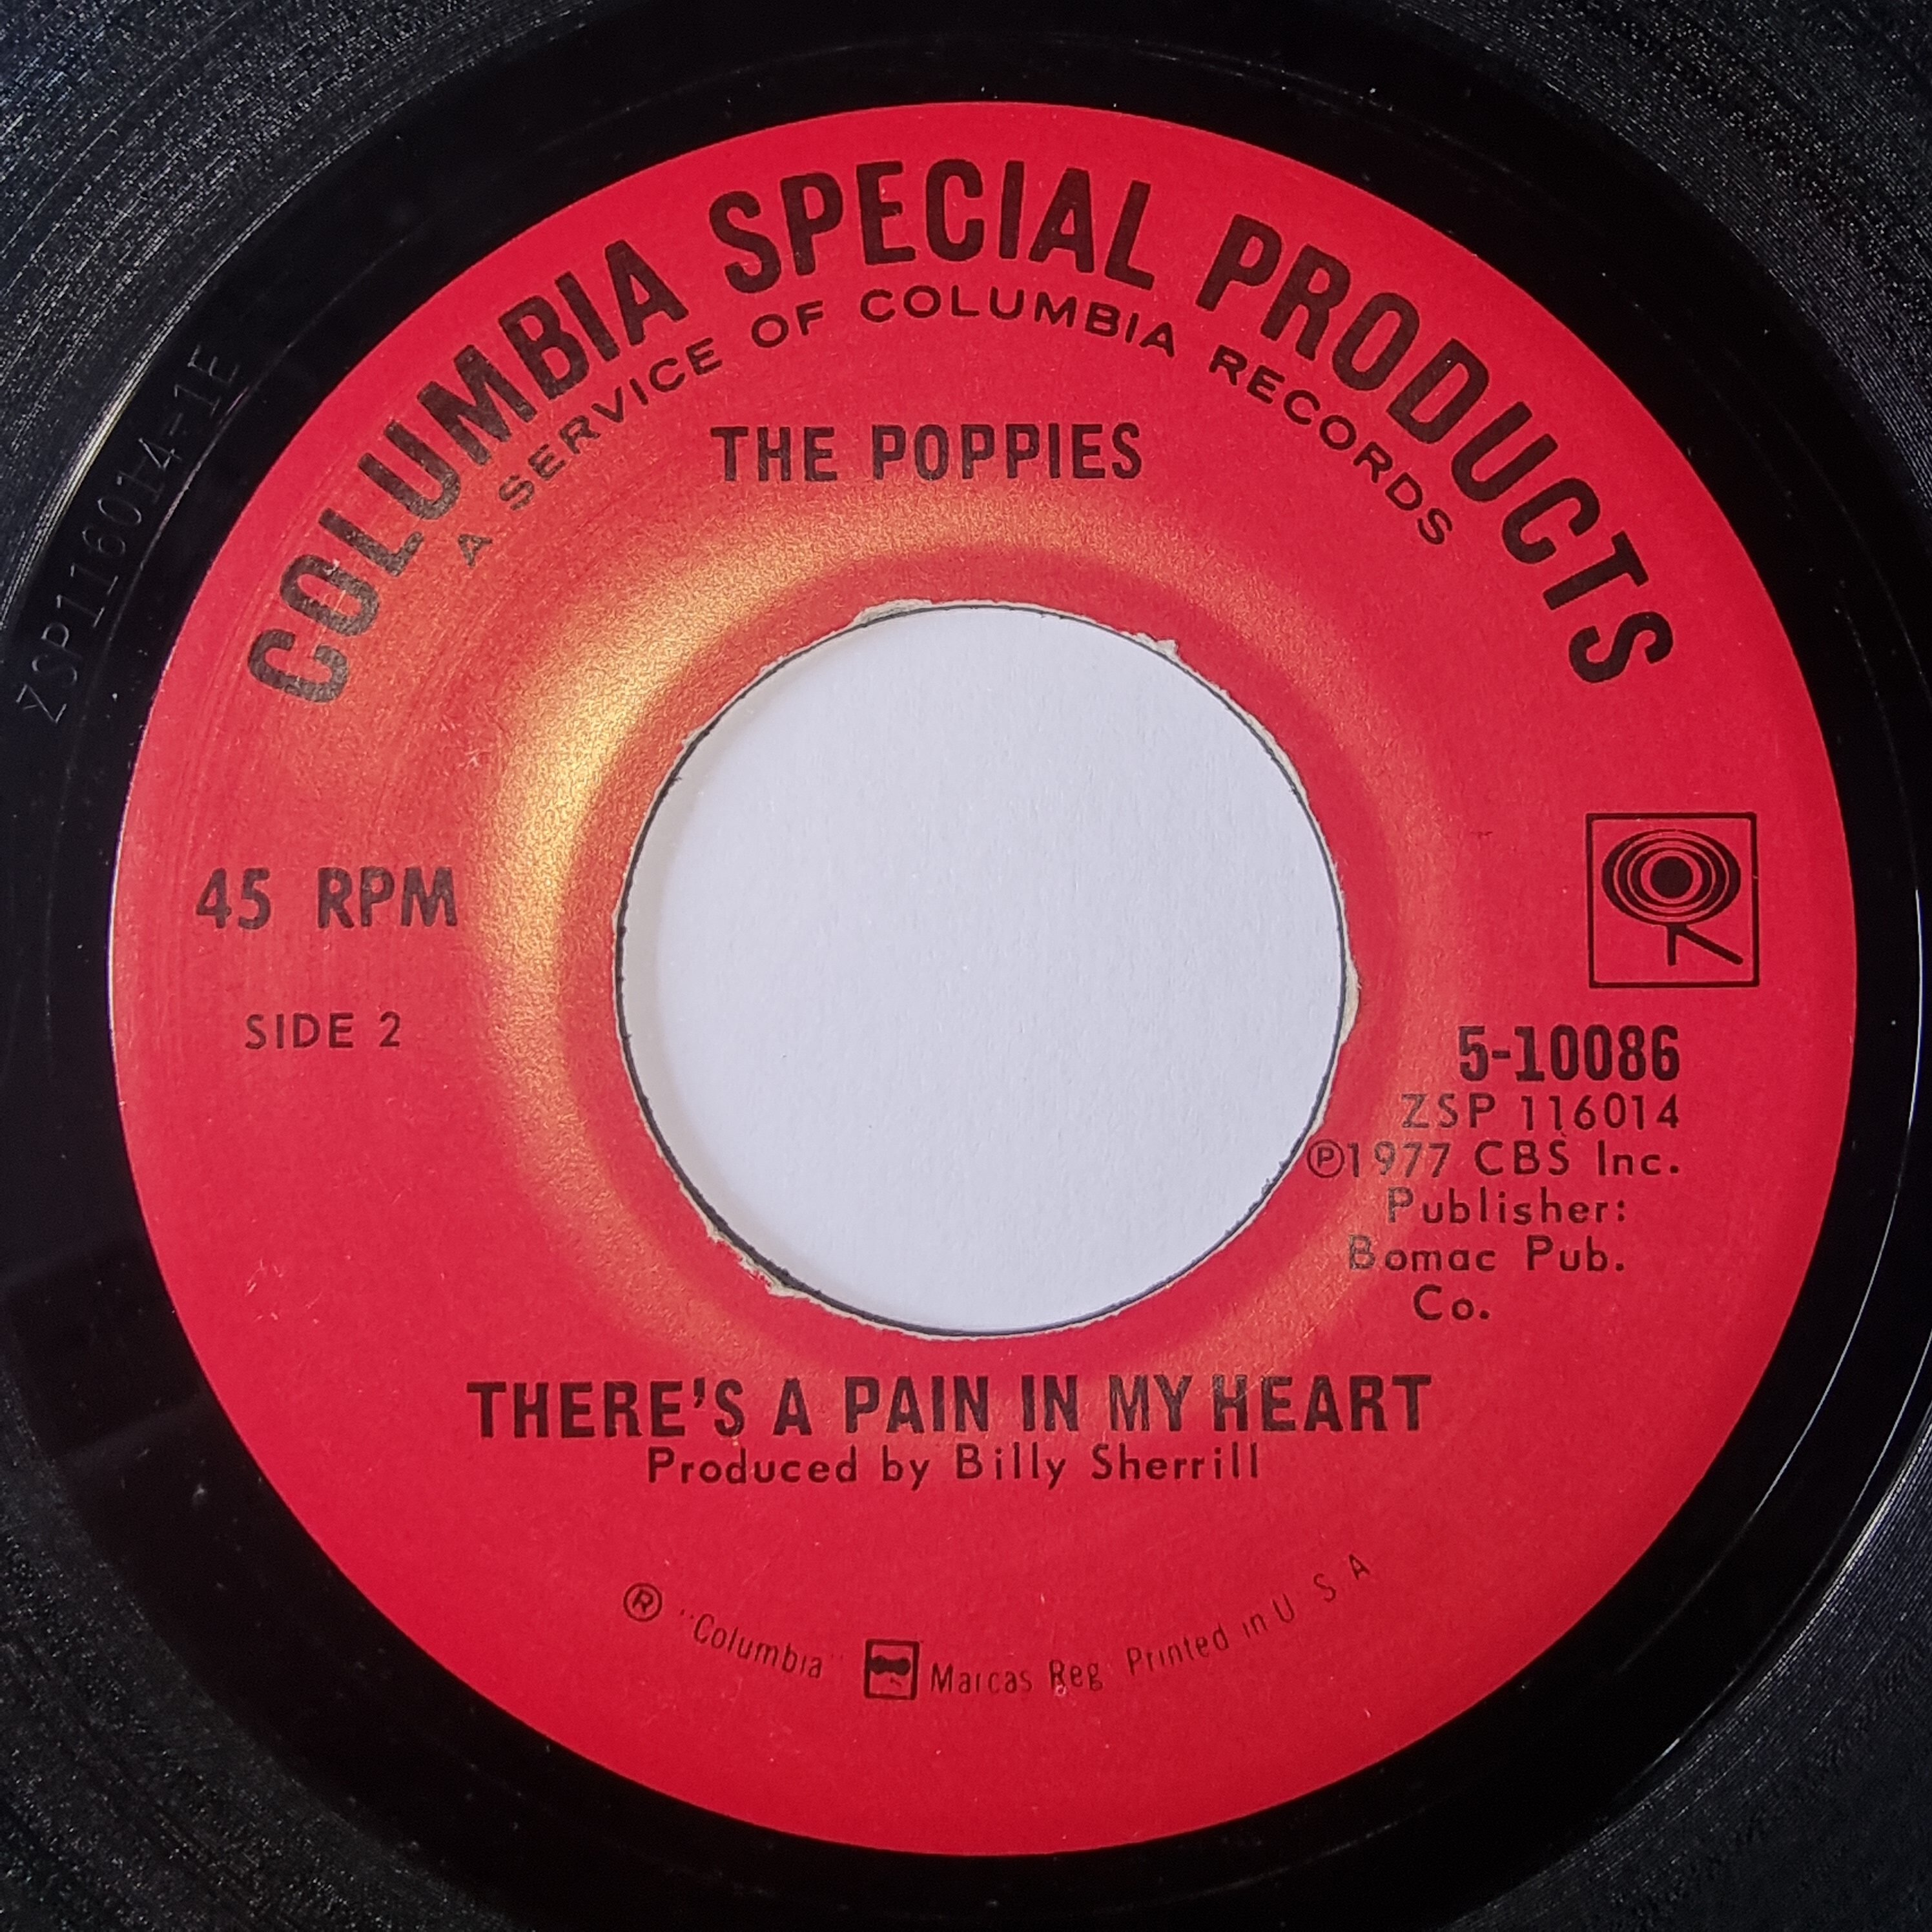 COLUMBIA SPECIAL PRODUCTS
A SERVICE OF COLUMBIA RECORDS
THE POPPIES
ZSP116014-1E
45 RPM
SIDE 2
5-10086
ZSP 116014
Ⓟ1977 CBS Inc.
Publisher:
Bomac Pub.
Co.
THERE'S A PAIN IN MY HEART
Produced by Billy Sherrill
® "Columbia" Marcas Reg. Printed in U. S. A